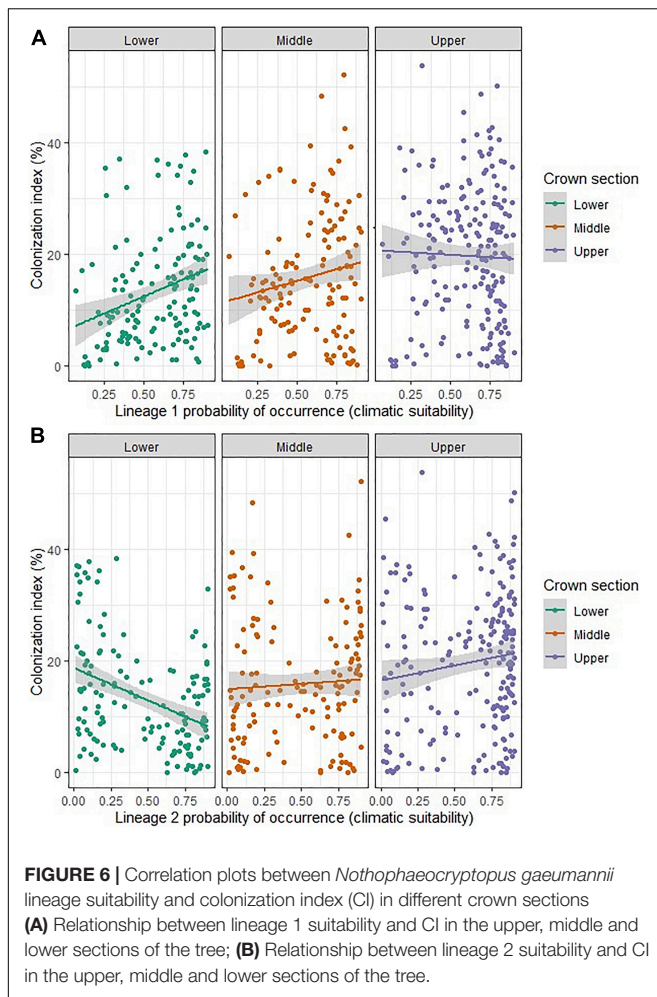 A
Lower Middle Upper
Colonization index (%)
40
20
0
0.25 0.50 0.75 0.25 0.50 0.75 0.25 0.50 0.75
Lineage 1 probability of occurrence (climatic suitability)
Crown section
Lower
Middle
Upper
B
Lower Middle Upper
Colonization index (%)
40
20
0
0.00 0.25 0.50 0.75 0.00 0.25 0.50 0.75 0.00 0.25 0.50 0.75
Lineage 2 probability of occurrence (climatic suitability)
Crown section
Lower
Middle
Upper
FIGURE 6 | Correlation plots between Nothophaeocryptopus gaeumannii
lineage suitability and colonization index (CI) in different crown sections
(A) Relationship between lineage 1 suitability and CI in the upper, middle and
lower sections of the tree; (B) Relationship between lineage 2 suitability and CI
in the upper, middle and lower sections of the tree.